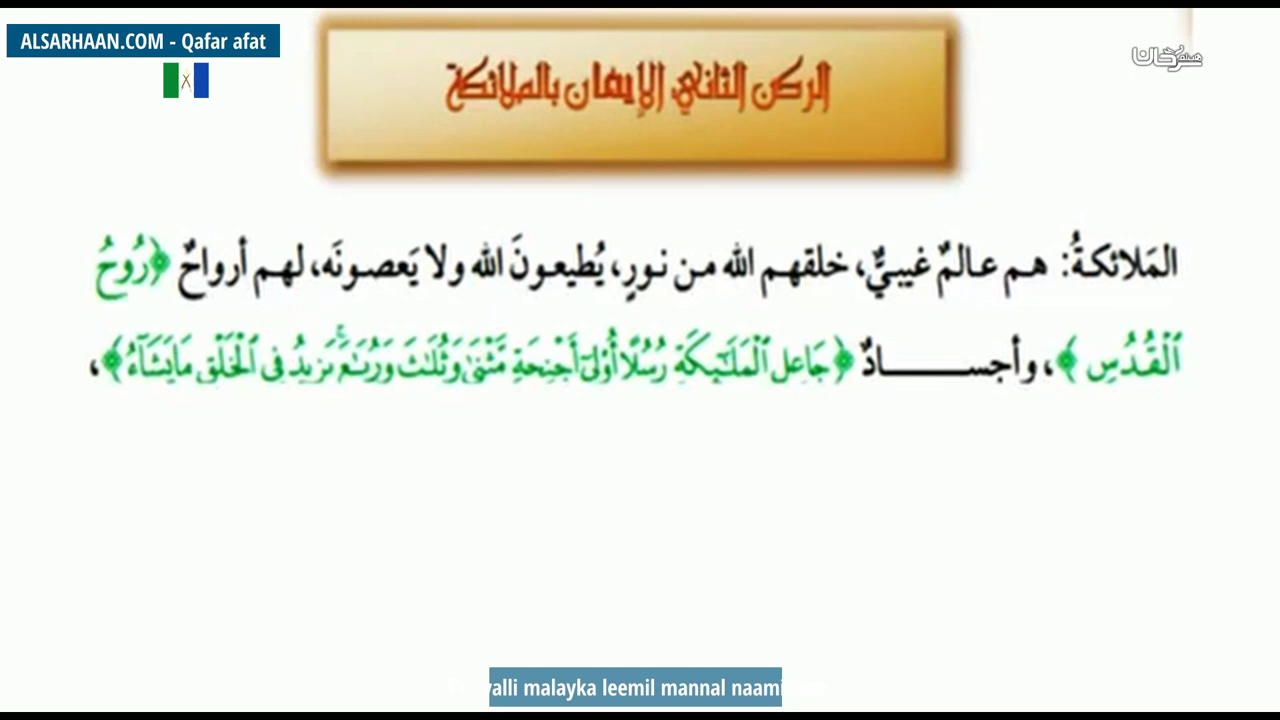 ALSARHAAN.COM - Qafar afat
الركن الثاني الإيمان بالملائكة
المَلائكةُ: هم عالمٌ غيبيٌّ، خلقهم الله من نورٍ، يُطيعونَ الله ولا يَعصونَه، لهم أرواحٌ ﴿رُوحُ
ٱلْقُدُسِ﴾، وأجســــــادٌ ﴿جَاعِلِ ٱلْمَلَٰٓئِكَةِ رُسُلًا أُو۟لِىٓ أَجْنِحَةٍ مَّثْنَىٰ وَثُلَٰثَ وَرُبَٰعَ ۚ يَزِيدُ فِى ٱلْخَلْقِ مَا يَشَآءُ﴾،
malayka leemil mannal